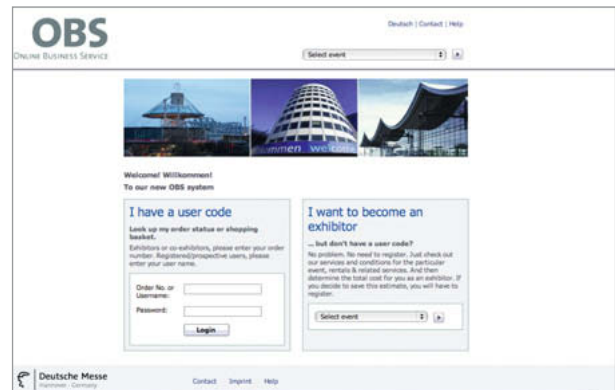 OBS
ONLINE BUSINESS SERVICE
Deutsch | Contact | Help
Select event
mmen welcom
Welcome! Willkommen!
To our new OBS system
I have a user code
Look up my order status or shopping
basket.
Exhibitors or co-exhibitors, please enter your order
number. Registered/prospective users, please
enter your user name.
Order No. or
Username:
Password:
Login
I want to become an
exhibitor
... but don't have a user code?
No problem. No need to register. Just check out
our services and conditions for the particular
event, rentals & related services. And then
determine the total cost for you as an exhibitor. If
you decide to save this estimate, you will have to
register.
Select event
Deutsche Messe
Hannover · Germany
Contact Imprint Help